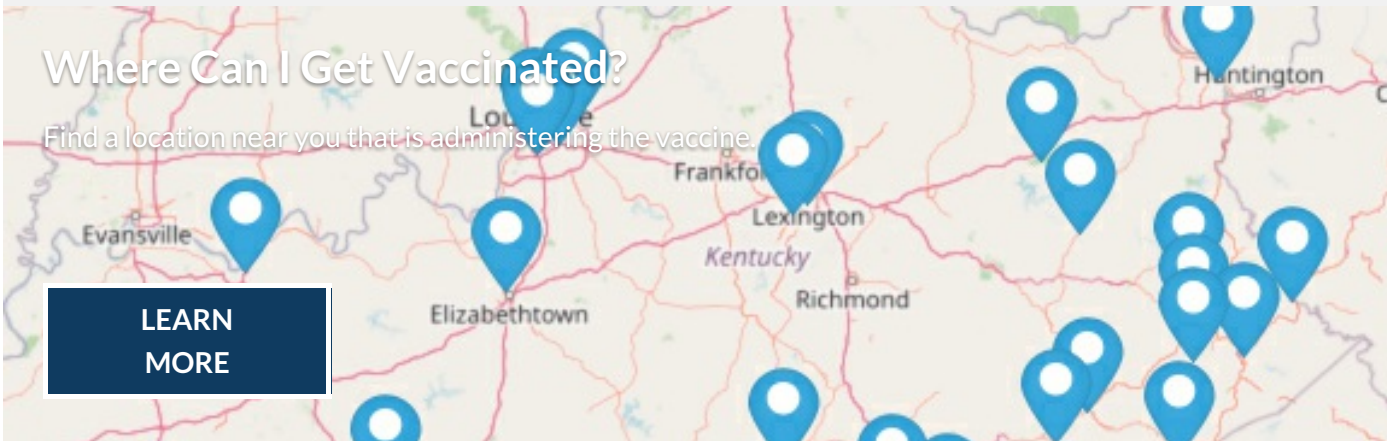 Where Can I Get Vaccinated?
Find a location near you that is administering the vaccine.
Huntington
Lexington
Evansville
Kentucky
Richmond
Elizabethtown
LEARN
MORE